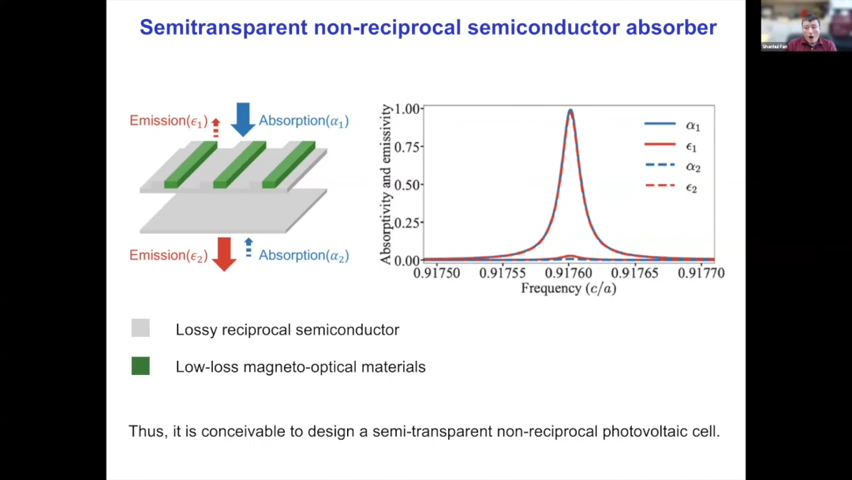 Semitransparent non-reciprocal semiconductor absorber
Emission(ϵ₁)
Absorption(α₁)
Emission(ϵ₂)
Absorption(α₂)
Absorptivity and emissivity
1.00
0.75
0.50
0.25
0.00
0.91750
0.91755
0.91760
0.91765
0.91770
Frequency (c/a)
α₁
ϵ₁
α₂
ϵ₂
Lossy reciprocal semiconductor
Low-loss magneto-optical materials
Thus, it is conceivable to design a semi-transparent non-reciprocal photovoltaic cell.
Shanhui Fan